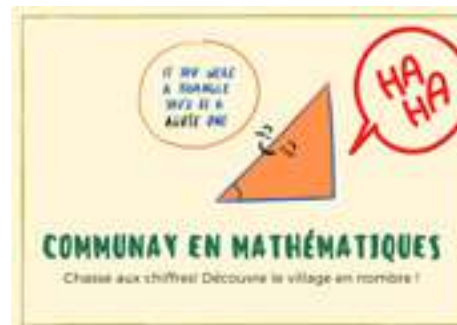 IF YOU WERE
A TRIANGLE
YOU'D BE A
ACUTE ONE
HA
HA
COMMUNAY EN MATHÉMATIQUES
Chasse aux chiffres! Découvre le village en nombre !